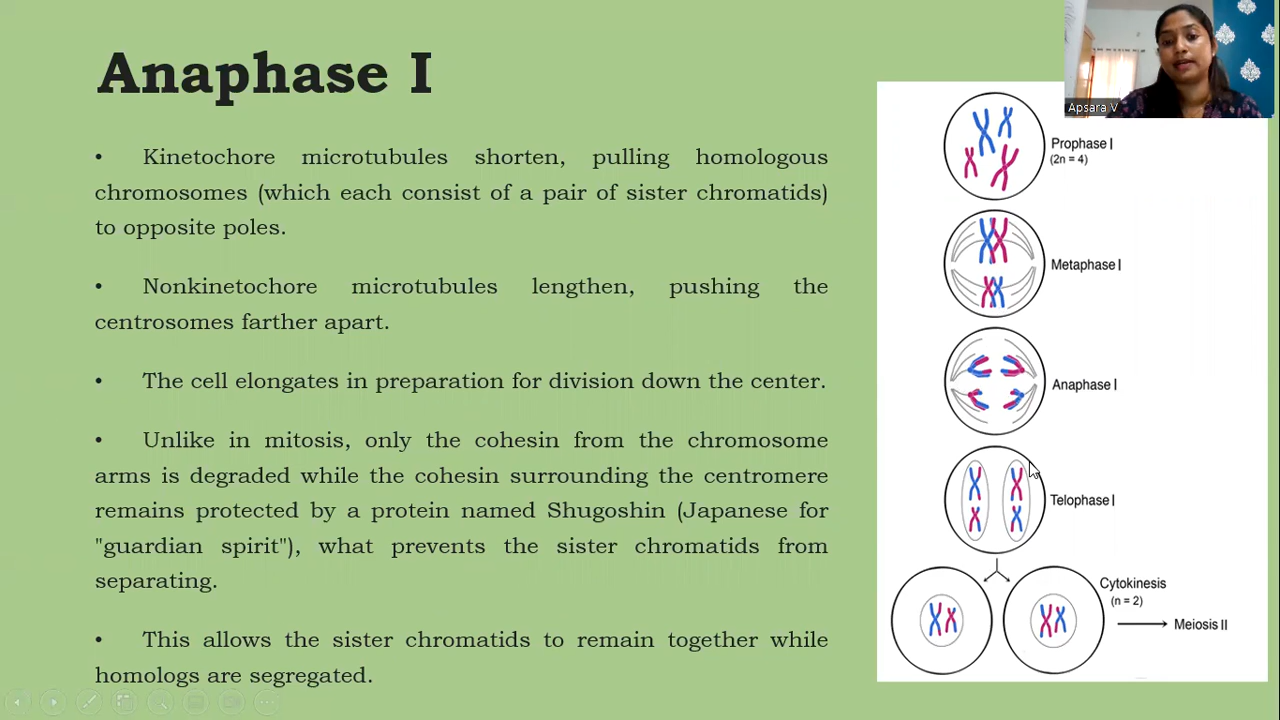 Anaphase I
• Kinetochore microtubules shorten, pulling homologous
chromosomes (which each consist of a pair of sister chromatids)
to opposite poles.
• Nonkinetochore microtubules lengthen, pushing the
centrosomes farther apart.
• The cell elongates in preparation for division down the center.
• Unlike in mitosis, only the cohesin from the chromosome
arms is degraded while the cohesin surrounding the centromere
remains protected by a protein named Shugoshin (Japanese for
"guardian spirit"), what prevents the sister chromatids from
separating.
• This allows the sister chromatids to remain together while
homologs are segregated.
Apsara V
Prophase I
(2n = 4)
Metaphase I
Anaphase I
Telophase I
Cytokinesis
(n = 2)
Meiosis II